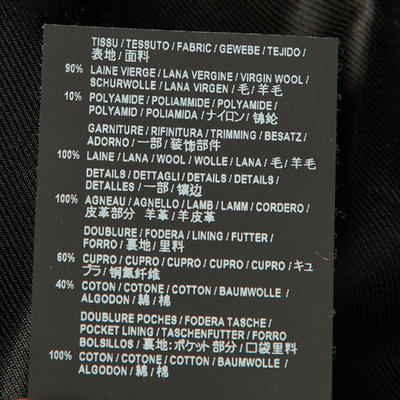 TISSU / TESSUTO / FABRIC / GEWEBE / TEJIDO /
表地 / 面料
90% LAINE VIERGE / LANA VERGINE / VIRGIN WOOL /
SCHURWOLLE / LANA VIRGEN / 毛 / 羊毛
10% POLYAMIDE / POLIAMMIDE / POLYAMIDE /
POLYAMID / POLIAMIDA / ナイロン / 锦纶
GARNITURE / RIFINITURA / TRIMMING / BESATZ /
ADORNO / 一部 / 装饰部件
100% LAINE / LANA / WOOL / WOLLE / LANA / 毛 / 羊毛
DETAILS / DETTAGLI / DETAILS / DETAILS /
DETALLES / 一部 / 镶边
100% AGNEAU / AGNELLO / LAMB / LAMM / CORDERO /
皮革部分 羊革 / 羊皮革
DOUBLURE / FODERA / LINING / FUTTER /
FORRO / 裏地 / 里料
60% CUPRO / CUPRO / CUPRO / CUPRO / CUPRO / キュ
プラ / 铜氨纤维
40% COTON / COTONE / COTTON / BAUMWOLLE /
ALGODON / 綿 / 棉
DOUBLURE POCHES / FODERA TASCHE /
POCKET LINING / TASCHENFUTTER / FORRO
BOLSILLOS / 裏地: ポケット部分 / 口袋里料
100% COTON / COTONE / COTTON / BAUMWOLLE /
ALGODON / 綿 / 棉